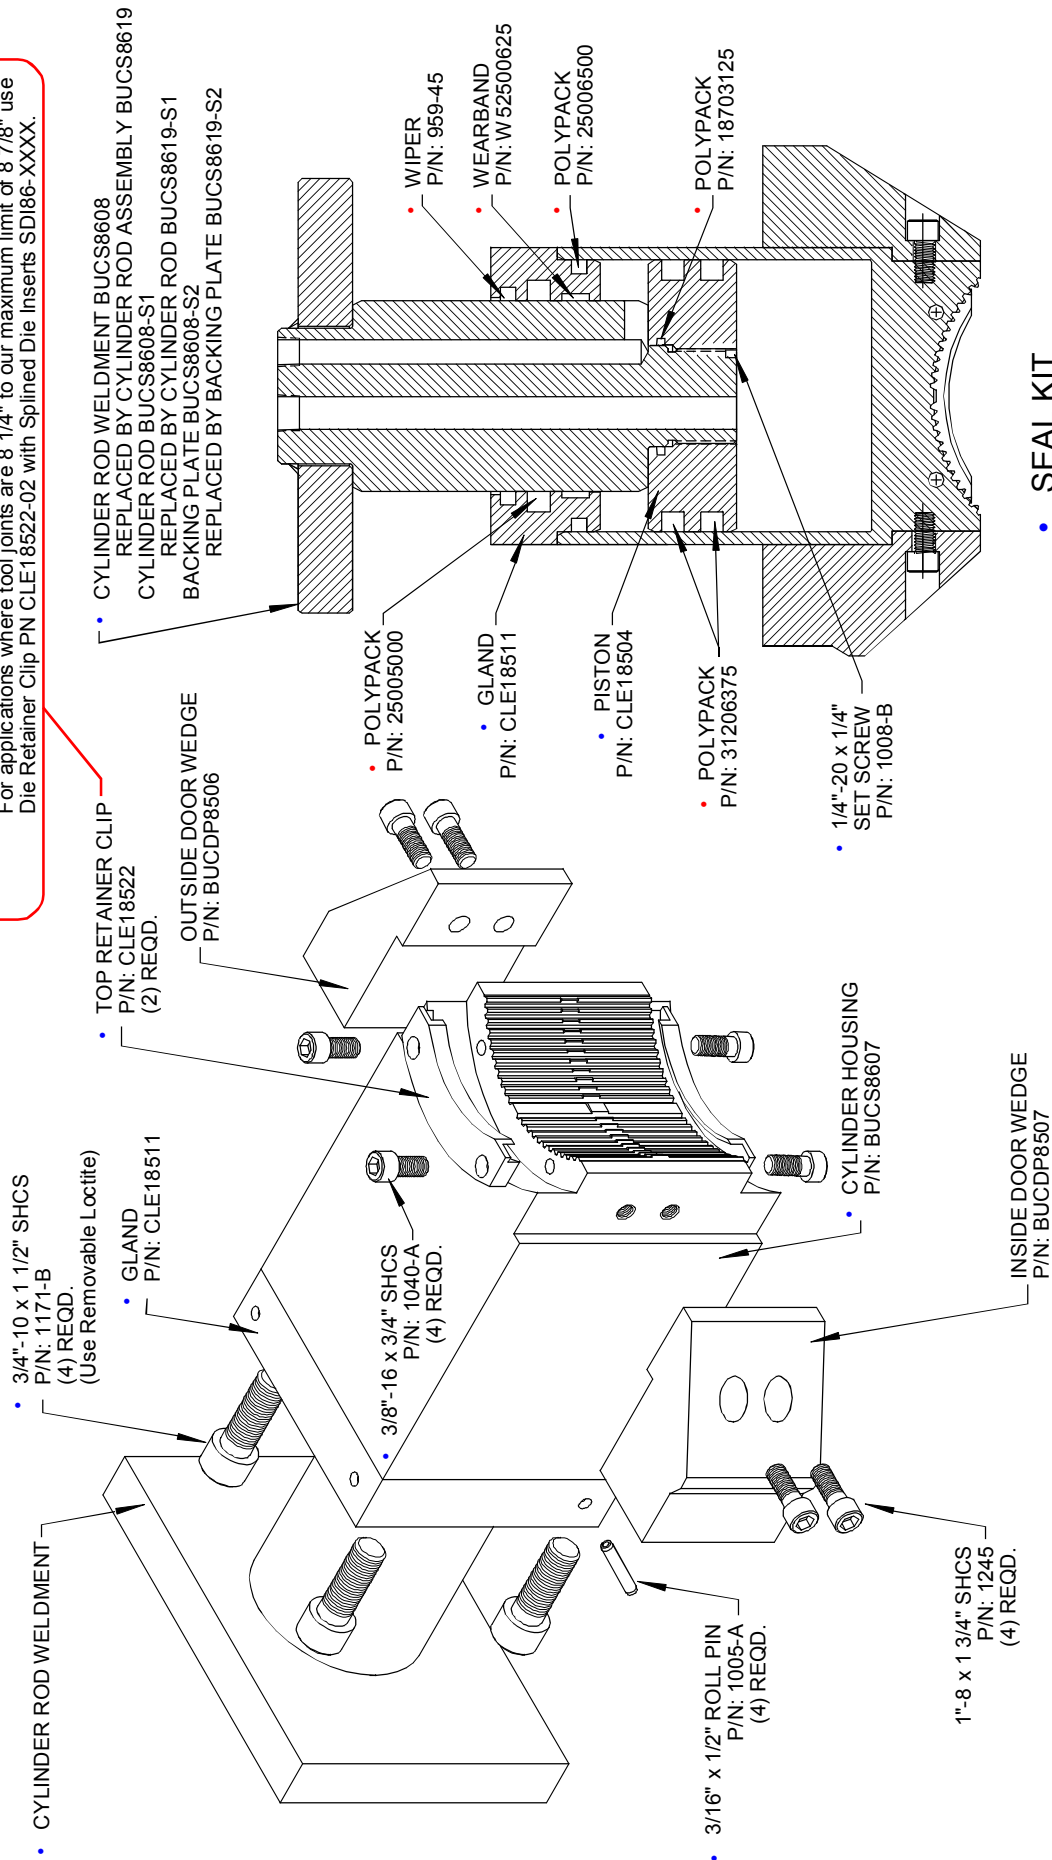 For applications where tool joints are 8 1/4" to our maximum limit of 8 7/8" use
Die Retainer Clip PN CLE18522-02 with Splined Die Inserts SDI86-XXXX.
CYLINDER ROD WELDMENT
3/4"-10 x 1 1/2" SHCS
P/N: 1171-B
(4) REQD.
(Use Removable Loctite)
GLAND
P/N: CLE18511
TOP RETAINER CLIP
P/N: CLE18522
(2) REQD.
OUTSIDE DOOR WEDGE
P/N: BUCDP8506
3/8"-16 x 3/4" SHCS
P/N: 1040-A
(4) REQD.
3/16" x 1/2" ROLL PIN
P/N: 1005-A
(4) REQD.
1"-8 x 1 3/4" SHCS
P/N: 1245
(4) REQD.
CYLINDER HOUSING
P/N: BUCS8607
INSIDE DOOR WEDGE
P/N: BUCDP8507
CYLINDER ROD WELDMENT BUCS8608
REPLACED BY CYLINDER ROD ASSEMBLY BUCS8619
CYLINDER ROD BUCS8608-S1
REPLACED BY CYLINDER ROD BUCS8619-S1
BACKING PLATE BUCS8608-S2
REPLACED BY BACKING PLATE BUCS8619-S2
POLYPACK
P/N: 25005000
GLAND
P/N: CLE18511
PISTON
P/N: CLE18504
POLYPACK
P/N: 31206375
1/4"-20 x 1/4"
SET SCREW
P/N: 1008-B
WIPER
P/N: 959-45
WEARBAND
P/N: W52500625
POLYPACK
P/N: 25006500
POLYPACK
P/N: 18703125
SEAL KIT